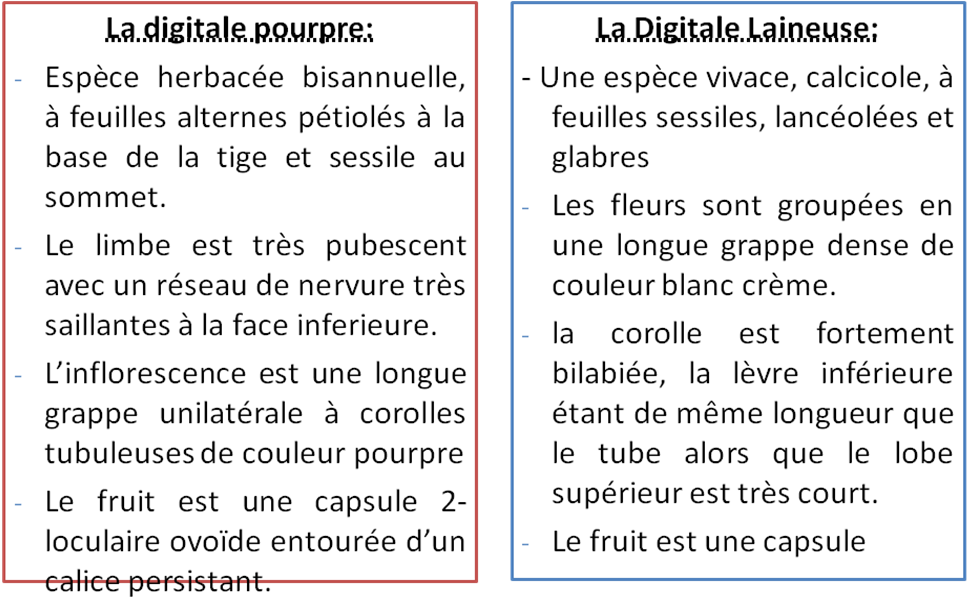 La digitale pourpre:
- Espèce herbacée bisannuelle,
à feuilles alternes pétiolés à la
base de la tige et sessile au
sommet.
- Le limbe est très pubescent
avec un réseau de nervure très
saillantes à la face inferieure.
- L'inflorescence est une longue
grappe unilatérale à corolles
tubuleuses de couleur pourpre
- Le fruit est une capsule 2-
loculaire ovoïde entourée d'un
calice persistant.
La Digitale Laineuse:
- Une espèce vivace, calcicole, à
feuilles sessiles, lancéolées et
glabres
- Les fleurs sont groupées en
une longue grappe dense de
couleur blanc crème.
- la corolle est fortement
bilabiée, la lèvre inférieure
étant de même longueur que
le tube alors que le lobe
supérieur est très court.
- Le fruit est une capsule